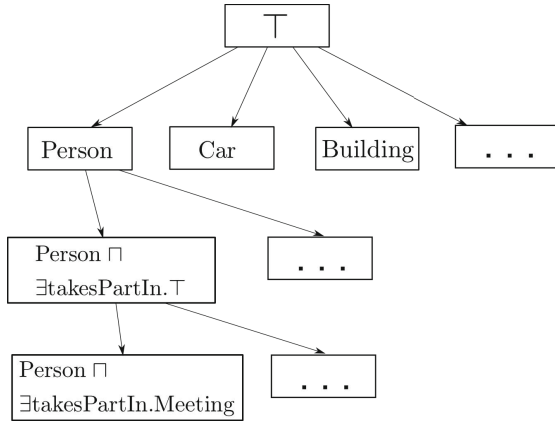 ⊤
Person
Car
Building
. . .
Person ⊓
∃takesPartIn.⊤
. . .
Person ⊓
∃takesPartIn.Meeting
. . .